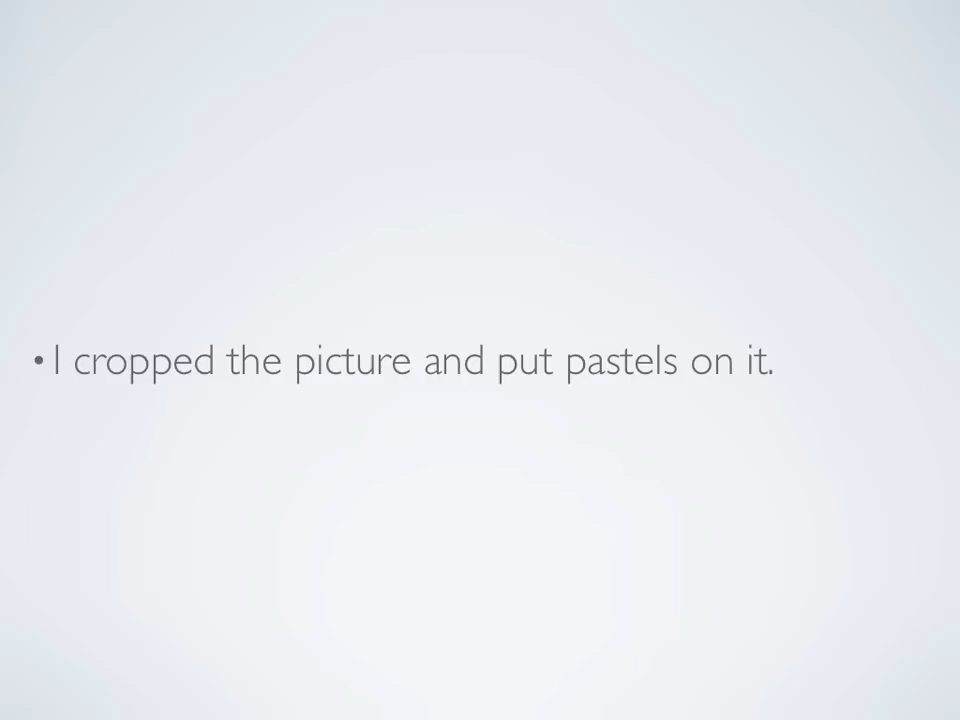 • I cropped the picture and put pastels on it.